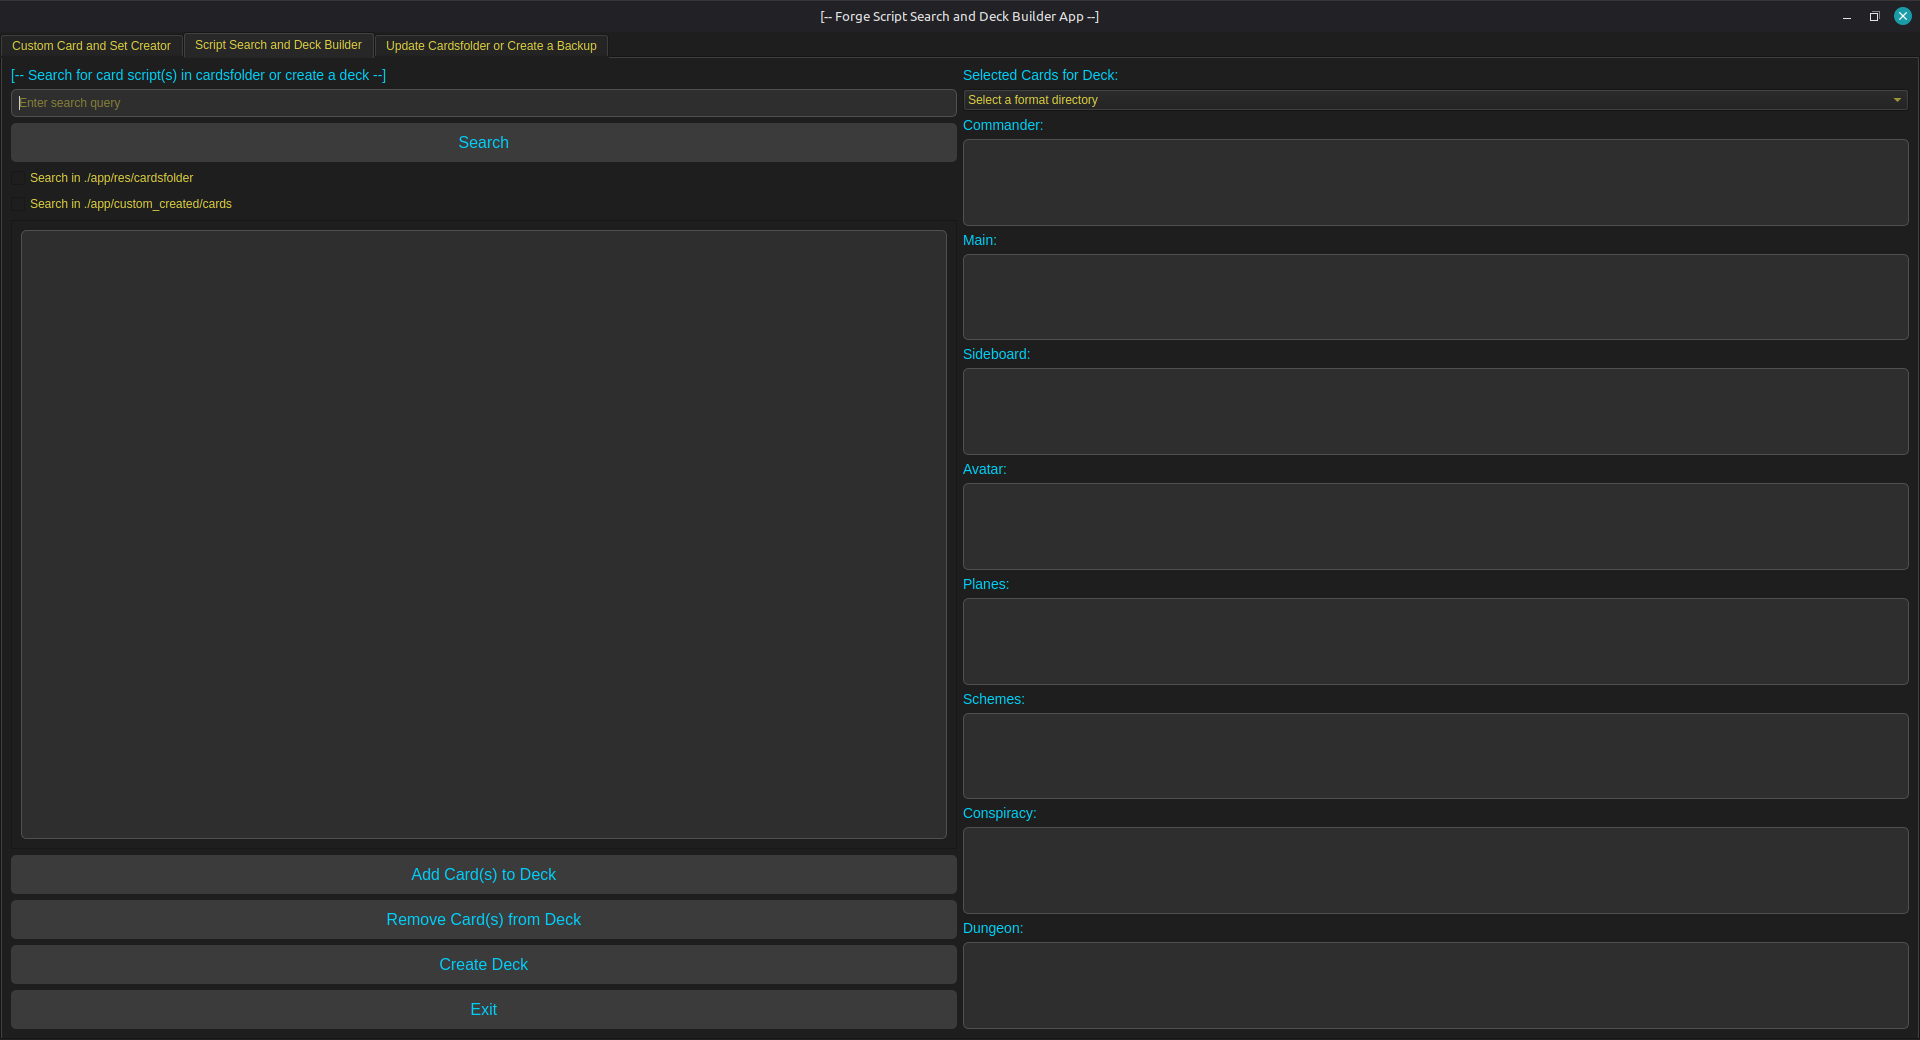 [-- Forge Script Search and Deck Builder App --]
Custom Card and Set Creator
Script Search and Deck Builder
Update Cardsfolder or Create a Backup
[-- Search for card script(s) in cardsfolder or create a deck --]
Enter search query
Search
Search in ./app/res/cardsfolder
Search in ./app/custom_created/cards
Add Card(s) to Deck
Remove Card(s) from Deck
Create Deck
Exit
Selected Cards for Deck:
Select a format directory
Commander:
Main:
Sideboard:
Avatar:
Planes:
Schemes:
Conspiracy:
Dungeon: